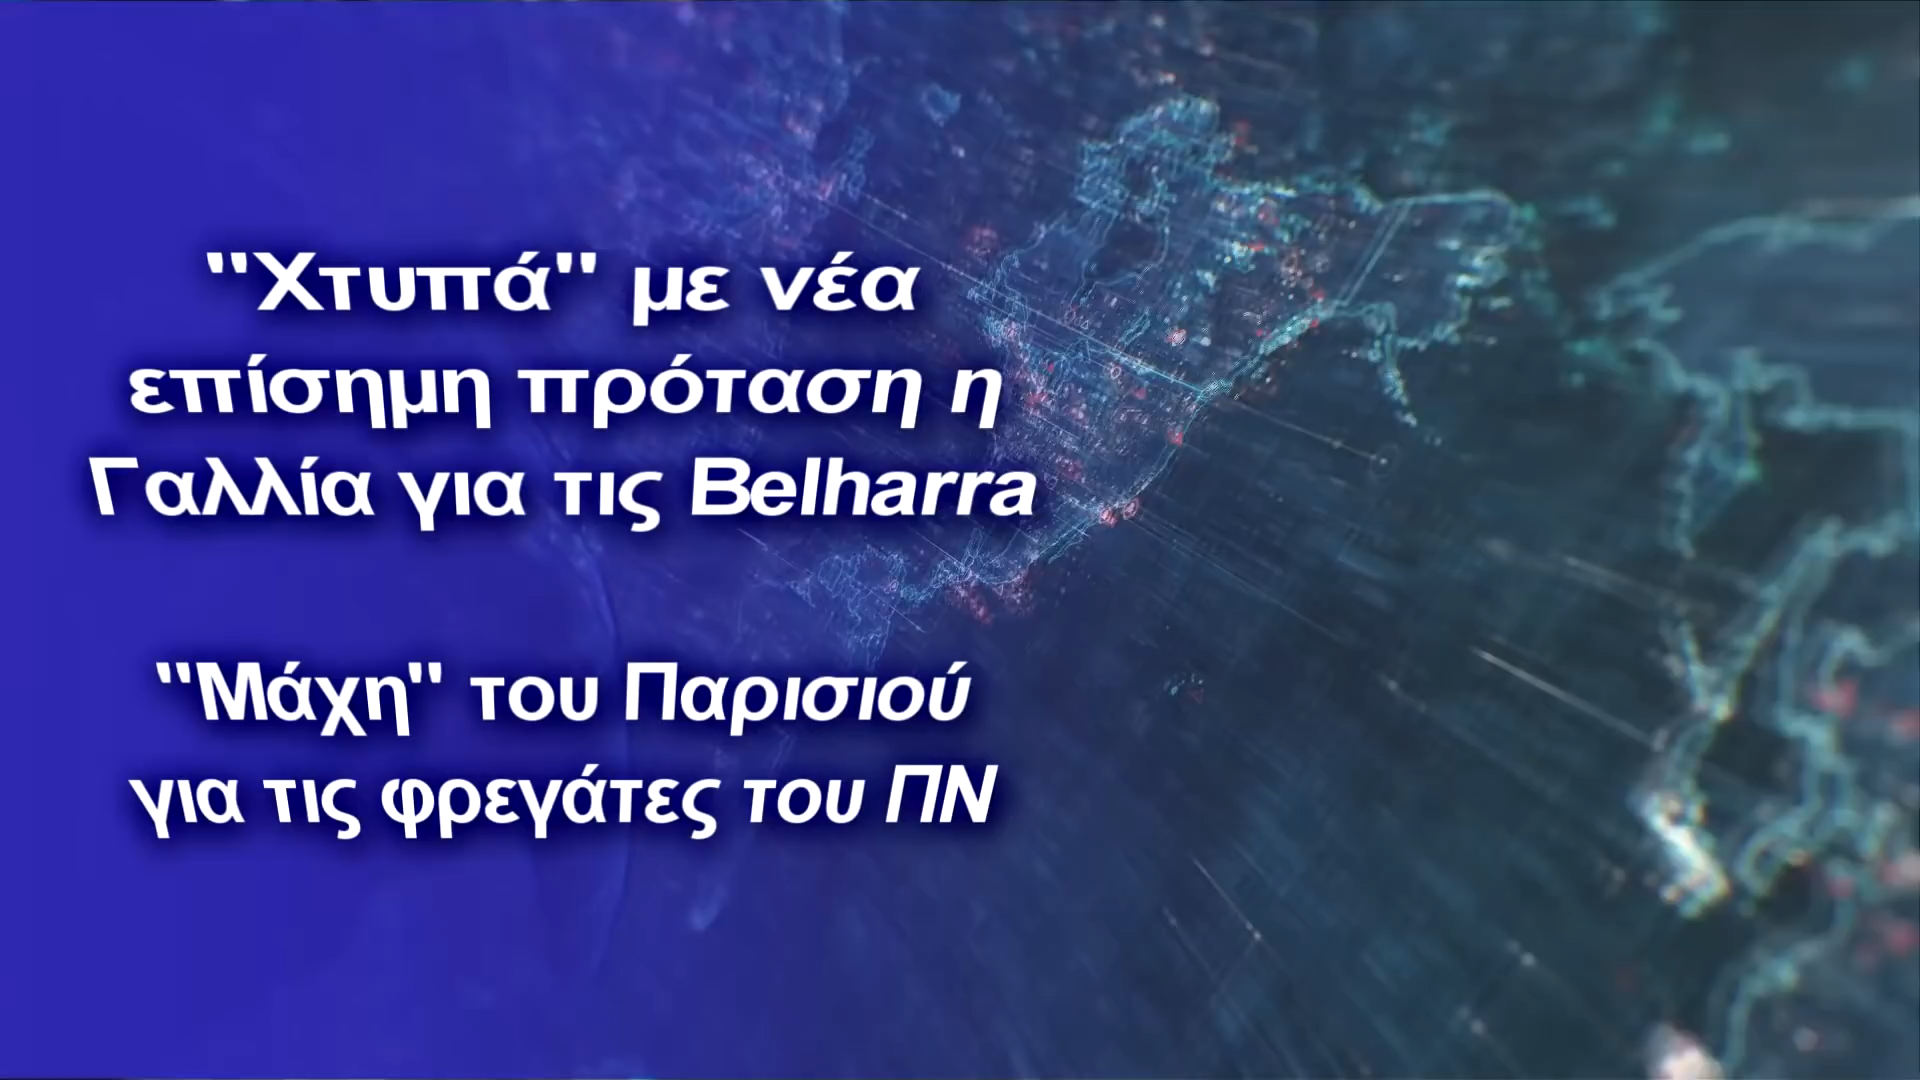 "Χτυπά" με νέα
επίσημη πρόταση η
Γαλλία για τις Belharra
"Μάχη" του Παρισιού
για τις φρεγάτες του ΠΝ